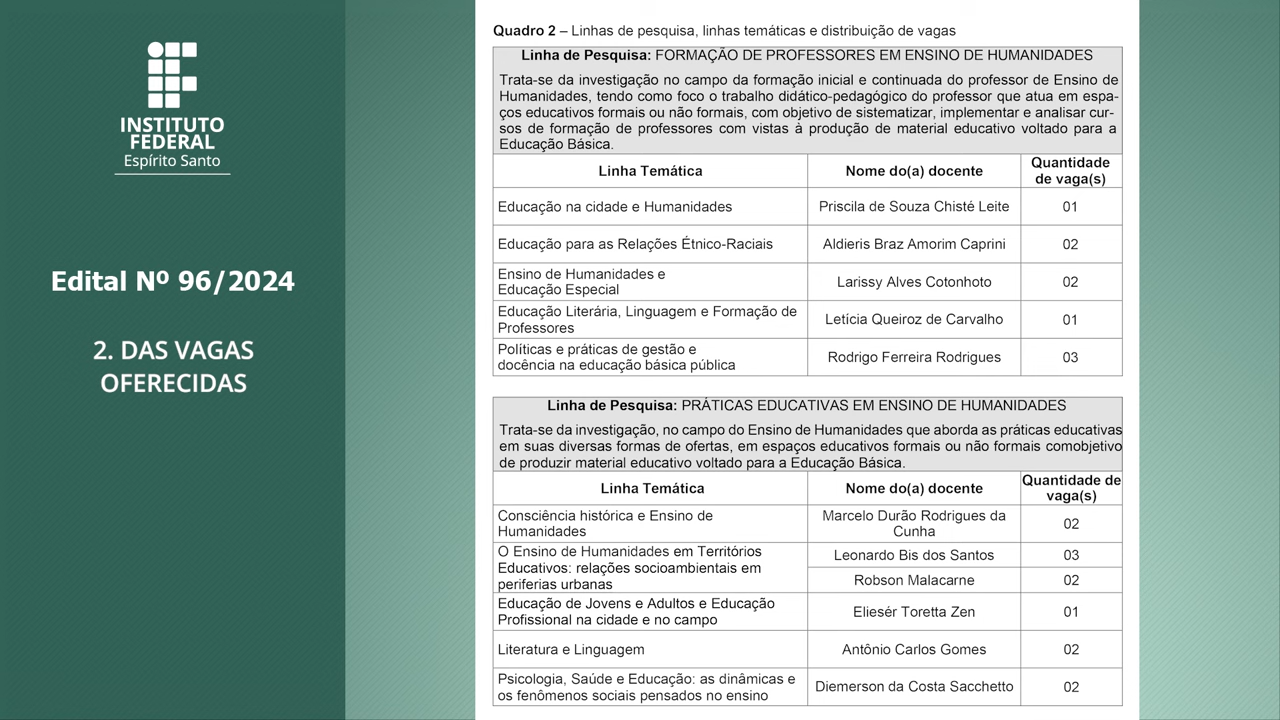 INSTITUTO
FEDERAL
Espírito Santo
Edital Nº 96/2024
2. DAS VAGAS
OFERECIDAS
Quadro 2 – Linhas de pesquisa, linhas temáticas e distribuição de vagas
Linha de Pesquisa: FORMAÇÃO DE PROFESSORES EM ENSINO DE HUMANIDADES
Trata-se da investigação no campo da formação inicial e continuada do professor de Ensino de
Humanidades, tendo como foco o trabalho didático-pedagógico do professor que atua em espa-
ços educativos formais ou não formais, com objetivo de sistematizar, implementar e analisar cur-
sos de formação de professores com vistas à produção de material educativo voltado para a
Educação Básica.
Linha Temática
Nome do(a) docente
Quantidade
de vaga(s)
Educação na cidade e Humanidades
Priscila de Souza Chisté Leite
01
Educação para as Relações Étnico-Raciais
Aldieris Braz Amorim Caprini
02
Ensino de Humanidades e
Educação Especial
Larissy Alves Cotonhoto
02
Educação Literária, Linguagem e Formação de
Professores
Letícia Queiroz de Carvalho
01
Políticas e práticas de gestão e
docência na educação básica pública
Rodrigo Ferreira Rodrigues
03
Linha de Pesquisa: PRÁTICAS EDUCATIVAS EM ENSINO DE HUMANIDADES
Trata-se da investigação, no campo do Ensino de Humanidades que aborda as práticas educativas
em suas diversas formas de ofertas, em espaços educativos formais ou não formais comobjetivo
de produzir material educativo voltado para a Educação Básica.
Linha Temática
Nome do(a) docente
Quantidade de
vaga(s)
Consciência histórica e Ensino de
Humanidades
Marcelo Durão Rodrigues da
Cunha
02
O Ensino de Humanidades em Territórios
Educativos: relações socioambientais em
periferias urbanas
Leonardo Bis dos Santos
03
Robson Malacarne
02
Educação de Jovens e Adultos e Educação
Profissional na cidade e no campo
Eliesér Toretta Zen
01
Literatura e Linguagem
Antônio Carlos Gomes
02
Psicologia, Saúde e Educação: as dinâmicas e
os fenômenos sociais pensados no ensino
Diemerson da Costa Sacchetto
02